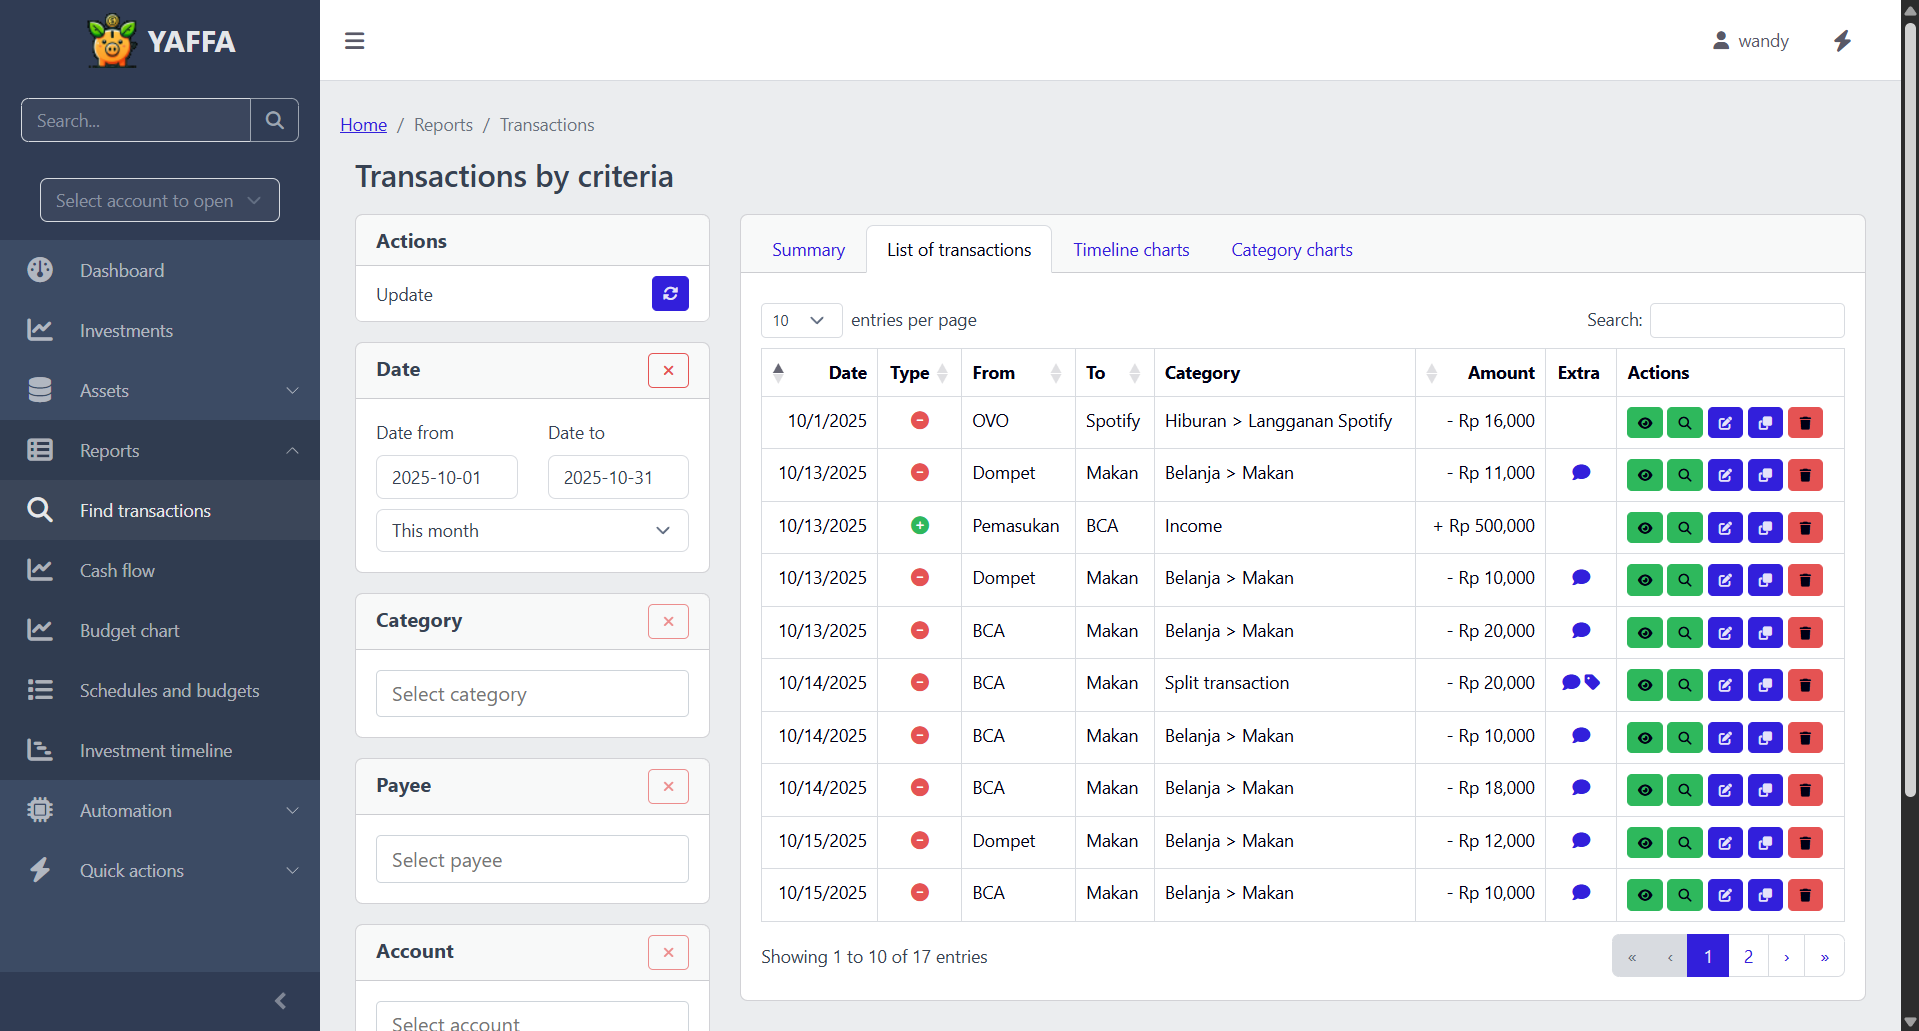 YAFFA
Search...
Select account to open
Dashboard
Investments
Assets
Reports
Find transactions
Cash flow
Budget chart
Schedules and budgets
Investment timeline
Automation
Quick actions
wandy
Home / Reports / Transactions
Transactions by criteria
Actions
Update
Date
Date from Date to
2025-10-01 2025-10-31
This month
Category
Select category
Payee
Select payee
Account
Select account
Summary List of transactions Timeline charts Category charts
10 entries per page Search:
Date Type From To Category Amount Extra Actions
10/1/2025 OVO Spotify Hiburan > Langganan Spotify - Rp 16,000
10/13/2025 Dompet Makan Belanja > Makan - Rp 11,000
10/13/2025 Pemasukan BCA Income + Rp 500,000
10/13/2025 Dompet Makan Belanja > Makan - Rp 10,000
10/13/2025 BCA Makan Belanja > Makan - Rp 20,000
10/14/2025 BCA Makan Split transaction - Rp 20,000
10/14/2025 BCA Makan Belanja > Makan - Rp 10,000
10/14/2025 BCA Makan Belanja > Makan - Rp 18,000
10/15/2025 Dompet Makan Belanja > Makan - Rp 12,000
10/15/2025 BCA Makan Belanja > Makan - Rp 10,000
Showing 1 to 10 of 17 entries
« ‹ 1 2 › »